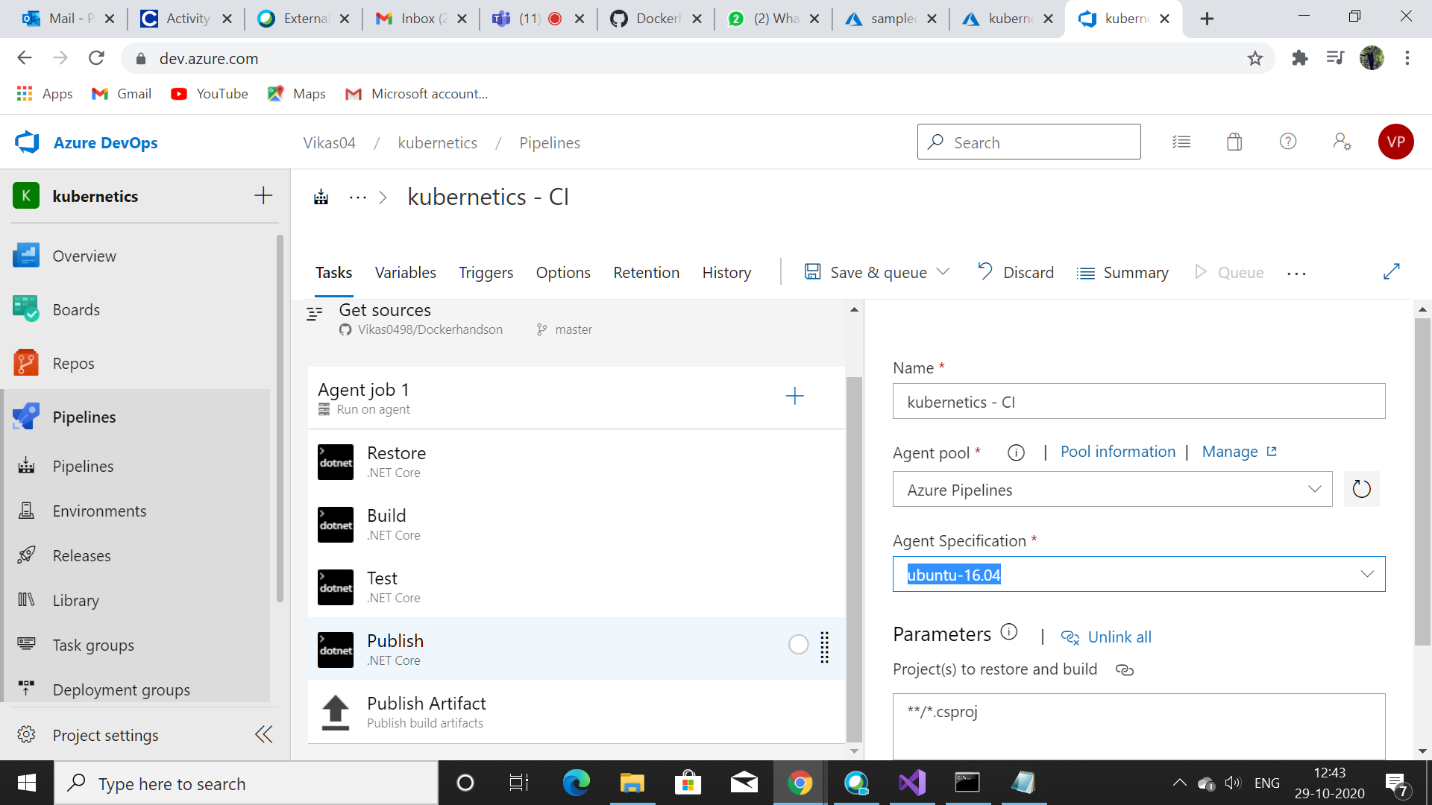 Mail - P
Activity
Externa
Inbox (2
(11)
Docker
2
(2) Wha
sample
kuberne
kuberne
dev.azure.com
Apps
Gmail
YouTube
Maps
Microsoft account...
Azure DevOps
Vikas04 / kubernetics / Pipelines
Search
VP
K
kubernetics
... > kubernetics - CI
Overview
Boards
Repos
Pipelines
Pipelines
Environments
Releases
Library
Task groups
Deployment groups
Project settings
Tasks
Variables
Triggers
Options
Retention
History
Save & queue
Discard
Summary
Queue
...
Get sources
Vikas0498/Dockerhandson
master
Agent job 1
Run on agent
dotnet
Restore
.NET Core
dotnet
Build
.NET Core
dotnet
Test
.NET Core
dotnet
Publish
.NET Core
Publish Artifact
Publish build artifacts
Name *
kubernetics - CI
Agent pool * | Pool information | Manage
Azure Pipelines
Agent Specification *
ubuntu-16.04
Parameters | Unlink all
Project(s) to restore and build
**/*.csproj
Type here to search
ENG
12:43
29-10-2020
7